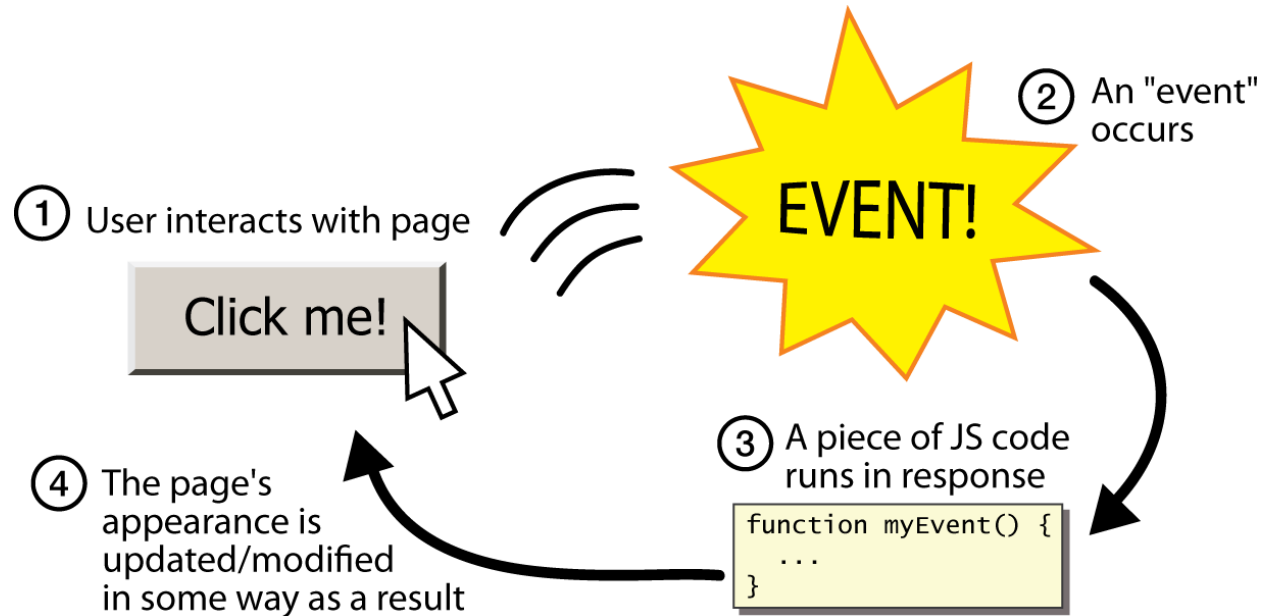 1 User interacts with page
Click me!
EVENT!
2 An "event"
occurs
3 A piece of JS code
runs in response
function myEvent() {
  ...
}
4 The page's
appearance is
updated/modified
in some way as a result